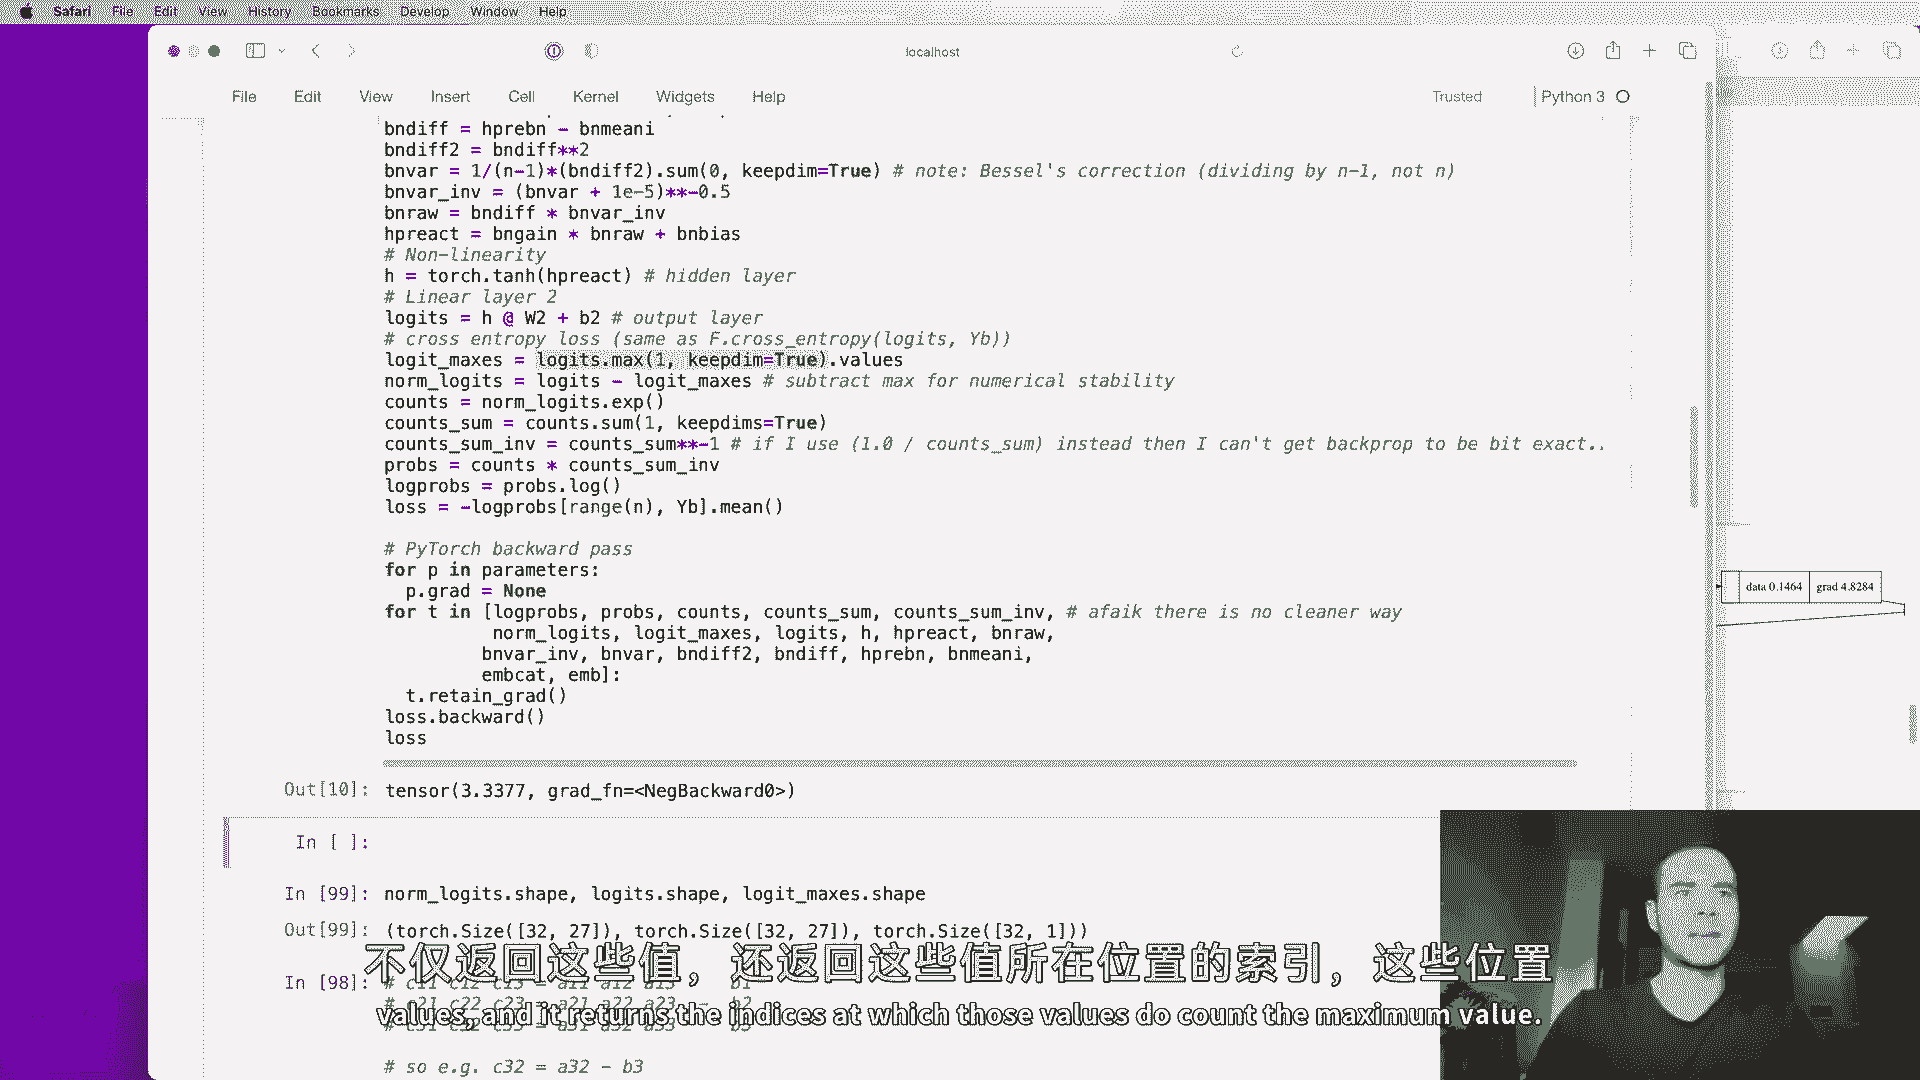 Safari File Edit View History Bookmarks Develop Window Help
localhost
File Edit View Insert Cell Kernel Widgets Help Trusted Python 3
bndiff = hprebn - bnmeani
bndiff2 = bndiff**2
bnvar = 1/(n-1)*(bndiff2).sum(0, keepdim=True) # note: Bessel's correction (dividing by n-1, not n)
bnvar_inv = (bnvar + 1e-5)**-0.5
bnraw = bndiff * bnvar_inv
hpreact = bngain * bnraw + bnbias
# Non-linearity
h = torch.tanh(hpreact) # hidden layer
# Linear layer 2
logits = h @ W2 + b2 # output layer
# cross entropy loss (same as F.cross_entropy(logits, Yb))
logit_maxes = logits.max(1, keepdim=True).values
norm_logits = logits - logit_maxes # subtract max for numerical stability
counts = norm_logits.exp()
counts_sum = counts.sum(1, keepdims=True)
counts_sum_inv = counts_sum**-1 # if I use (1.0 / counts_sum) instead then I can't get backprop to be bit exact..
probs = counts * counts_sum_inv
logprobs = probs.log()
loss = -logprobs[range(n), Yb].mean()
# PyTorch backward pass
for p in parameters:
p.grad = None
for t in [logprobs, probs, counts, counts_sum, counts_sum_inv, # afaik there is no cleaner way
norm_logits, logit_maxes, logits, h, hpreact, bnraw,
bnvar_inv, bnvar, bndiff2, bndiff, hprebn, bnmeani,
embcat, emb]:
t.retain_grad()
loss.backward()
loss
data 0.1464 grad 4.8284
Out[10]: tensor(3.3377, grad_fn=<NegBackward0>)
In [ ]:
In [99]: norm_logits.shape, logits.shape, logit_maxes.shape
Out[99]: (torch.Size([32, 27]), torch.Size([32, 27]), torch.Size([32, 1]))
不仅返回这些值，还返回这些值所在位置的索引，这些位置
In [98]: # c11 c12 c13 = a11 a12 a13 b1
# c21 c22 c23 = a21 a22 a23 - b2
values, and it returns the indices at which those values do count the maximum value.
# so e.g. c32 = a32 - b3